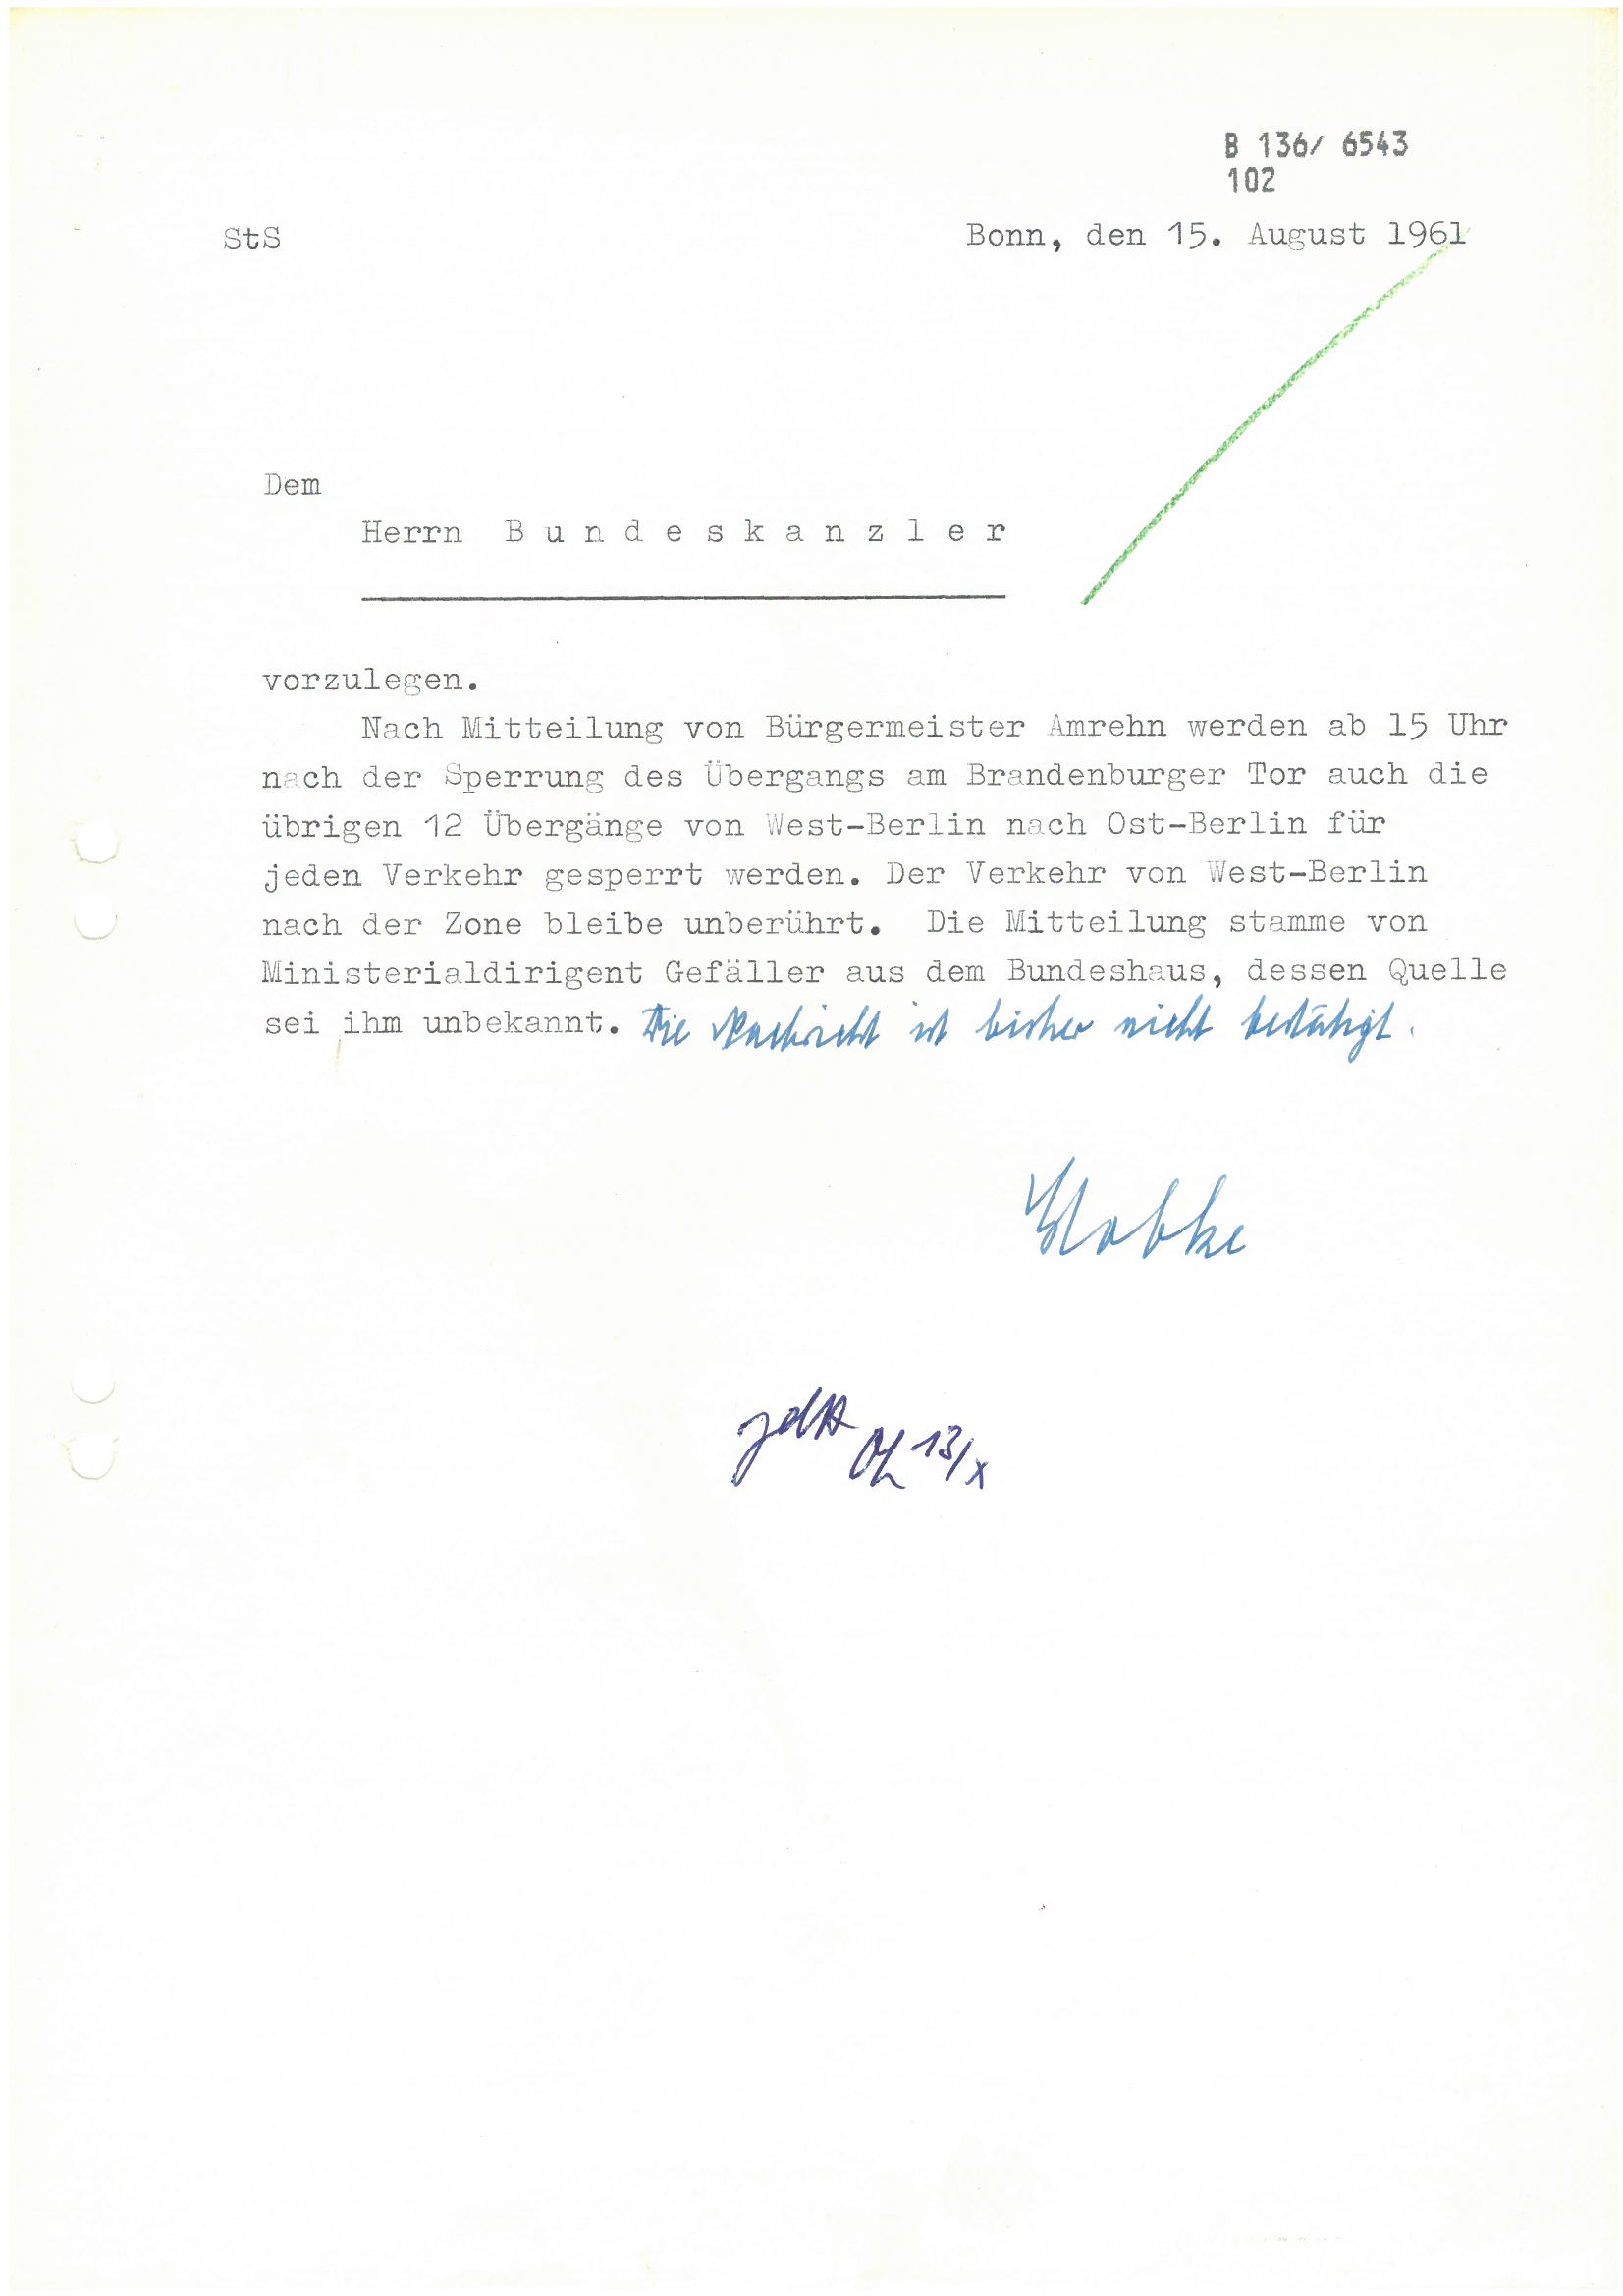 B 136/ 6543
102
StS
Bonn, den 15. August 1961
Dem
Herrn B u n d e s k a n z l e r
vorzulegen.
Nach Mitteilung von Bürgermeister Amrehn werden ab 15 Uhr
nach der Sperrung des Übergangs am Brandenburger Tor auch die
übrigen 12 Übergänge von West-Berlin nach Ost-Berlin für
jeden Verkehr gesperrt werden. Der Verkehr von West-Berlin
nach der Zone bleibe unberührt. Die Mitteilung stamme von
Ministerialdirigent Gefäller aus dem Bundeshaus, dessen Quelle
sei ihm unbekannt. Die Nachricht ist bisher nicht bestätigt.
Globke
13/X